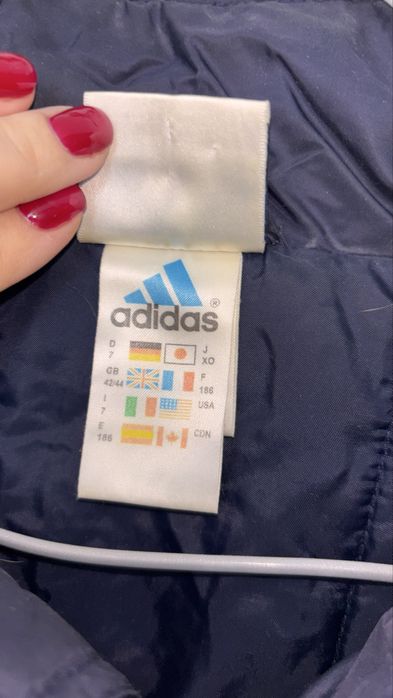 adidas®
D J
7 XO
GB F
42/44 186
I USA
7
E CDN
186